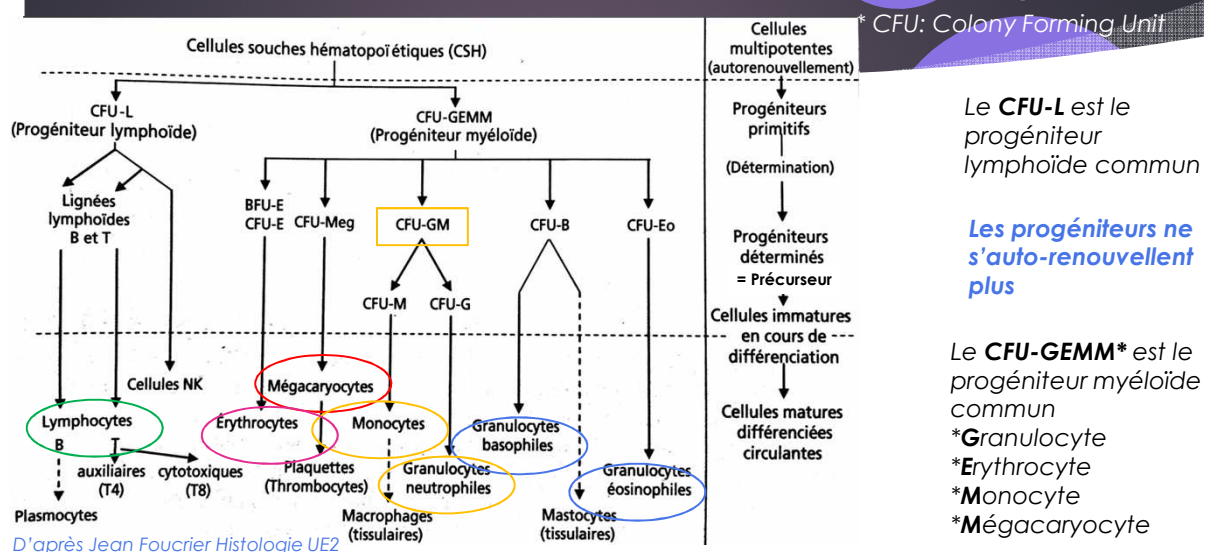 * CFU: Colony Forming Unit
Cellules souches hématopoïétiques (CSH)
CFU-L
(Progéniteur lymphoïde)
CFU-GEMM
(Progéniteur myéloïde)
Lignées
lymphoïdes
B et T
BFU-E
CFU-E
CFU-Meg
CFU-GM
CFU-B
CFU-Eo
CFU-M
CFU-G
Cellules NK
Mégacaryocytes
Lymphocytes
B
T
Érythrocytes
Monocytes
Granulocytes
basophiles
auxiliaires
(T4)
cytotoxiques
(T8)
Plaquettes
(Thrombocytes)
Granulocytes
neutrophiles
Granulocytes
éosinophiles
Plasmocytes
Macrophages
(tissulaires)
Mastocytes
(tissulaires)
D'après Jean Foucrier Histologie UE2
Cellules
multipotentes
(autorenouvellement)
Progéniteurs
primitifs
(Détermination)
Progéniteurs
déterminés
= Précurseur
Cellules immatures
en cours de
différenciation
Cellules matures
différenciées
circulantes
Le CFU-L est le
progéniteur
lymphoïde commun
Les progéniteurs ne
s'auto-renouvellent
plus
Le CFU-GEMM* est le
progéniteur myéloïde
commun
*Granulocyte
*Erythrocyte
*Monocyte
*Mégacaryocyte